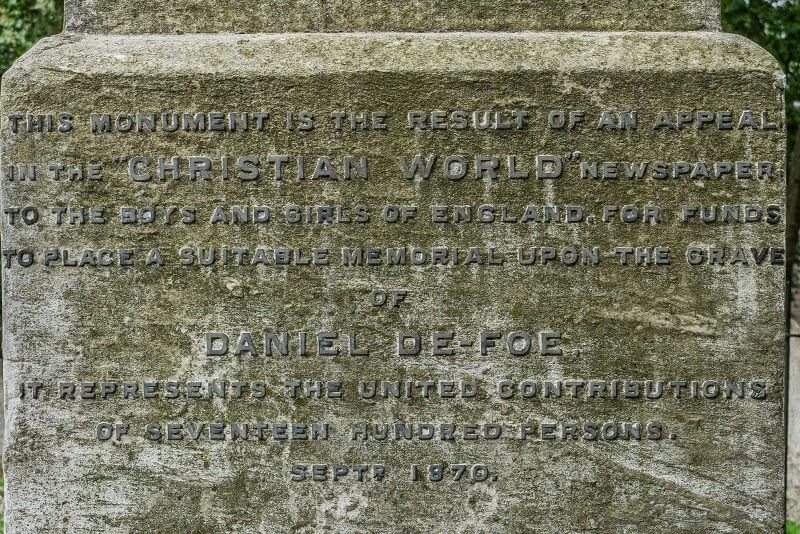 THIS MONUMENT IS THE RESULT OF AN APPEAL,
IN THE "CHRISTIAN WORLD" NEWSPAPER,
TO THE BOYS AND GIRLS OF ENGLAND, FOR FUNDS
TO PLACE A SUITABLE MEMORIAL UPON THE GRAVE
OF
DANIEL DE-FOE.
IT REPRESENTS THE UNITED CONTRIBUTIONS
OF SEVENTEEN HUNDRED PERSONS.
SEPTR 1870.